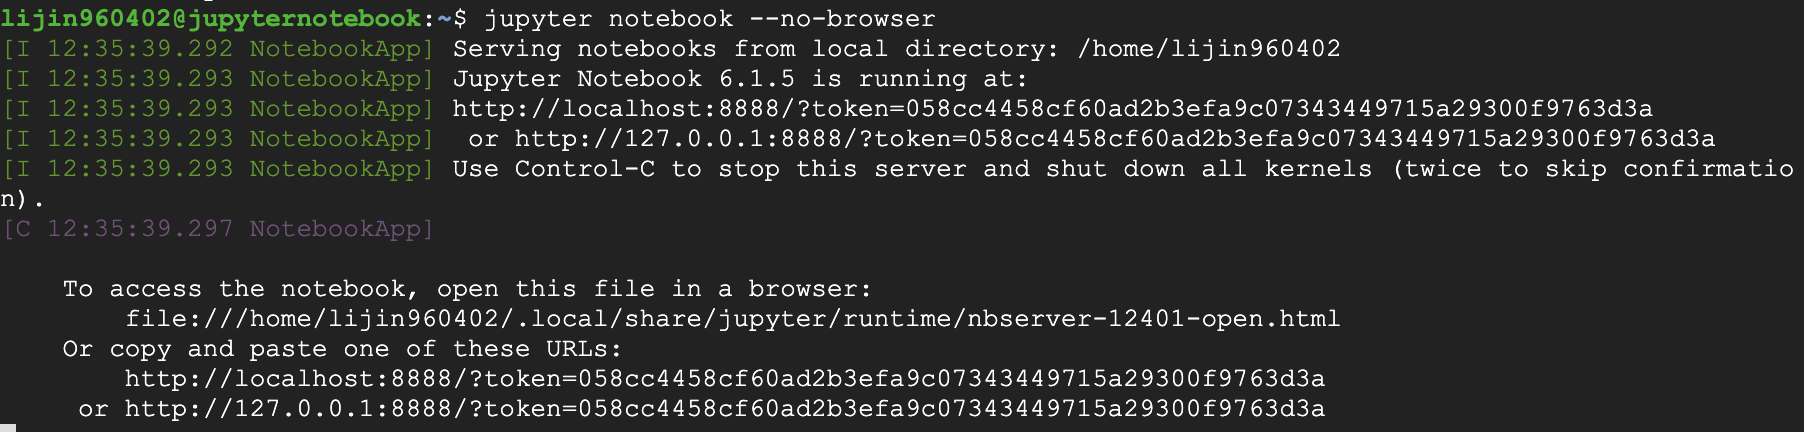 lijin960402@jupyternotebook:~$ jupyter notebook --no-browser
[I 12:35:39.292 NotebookApp] Serving notebooks from local directory: /home/lijin960402
[I 12:35:39.293 NotebookApp] Jupyter Notebook 6.1.5 is running at:
[I 12:35:39.293 NotebookApp] http://localhost:8888/?token=058cc4458cf60ad2b3efa9c07343449715a29300f9763d3a
[I 12:35:39.293 NotebookApp]  or http://127.0.0.1:8888/?token=058cc4458cf60ad2b3efa9c07343449715a29300f9763d3a
[I 12:35:39.293 NotebookApp] Use Control-C to stop this server and shut down all kernels (twice to skip confirmatio
n).
[C 12:35:39.297 NotebookApp]
To access the notebook, open this file in a browser:
file:///home/lijin960402/.local/share/jupyter/runtime/nbserver-12401-open.html
Or copy and paste one of these URLs:
http://localhost:8888/?token=058cc4458cf60ad2b3efa9c07343449715a29300f9763d3a
or http://127.0.0.1:8888/?token=058cc4458cf60ad2b3efa9c07343449715a29300f9763d3a